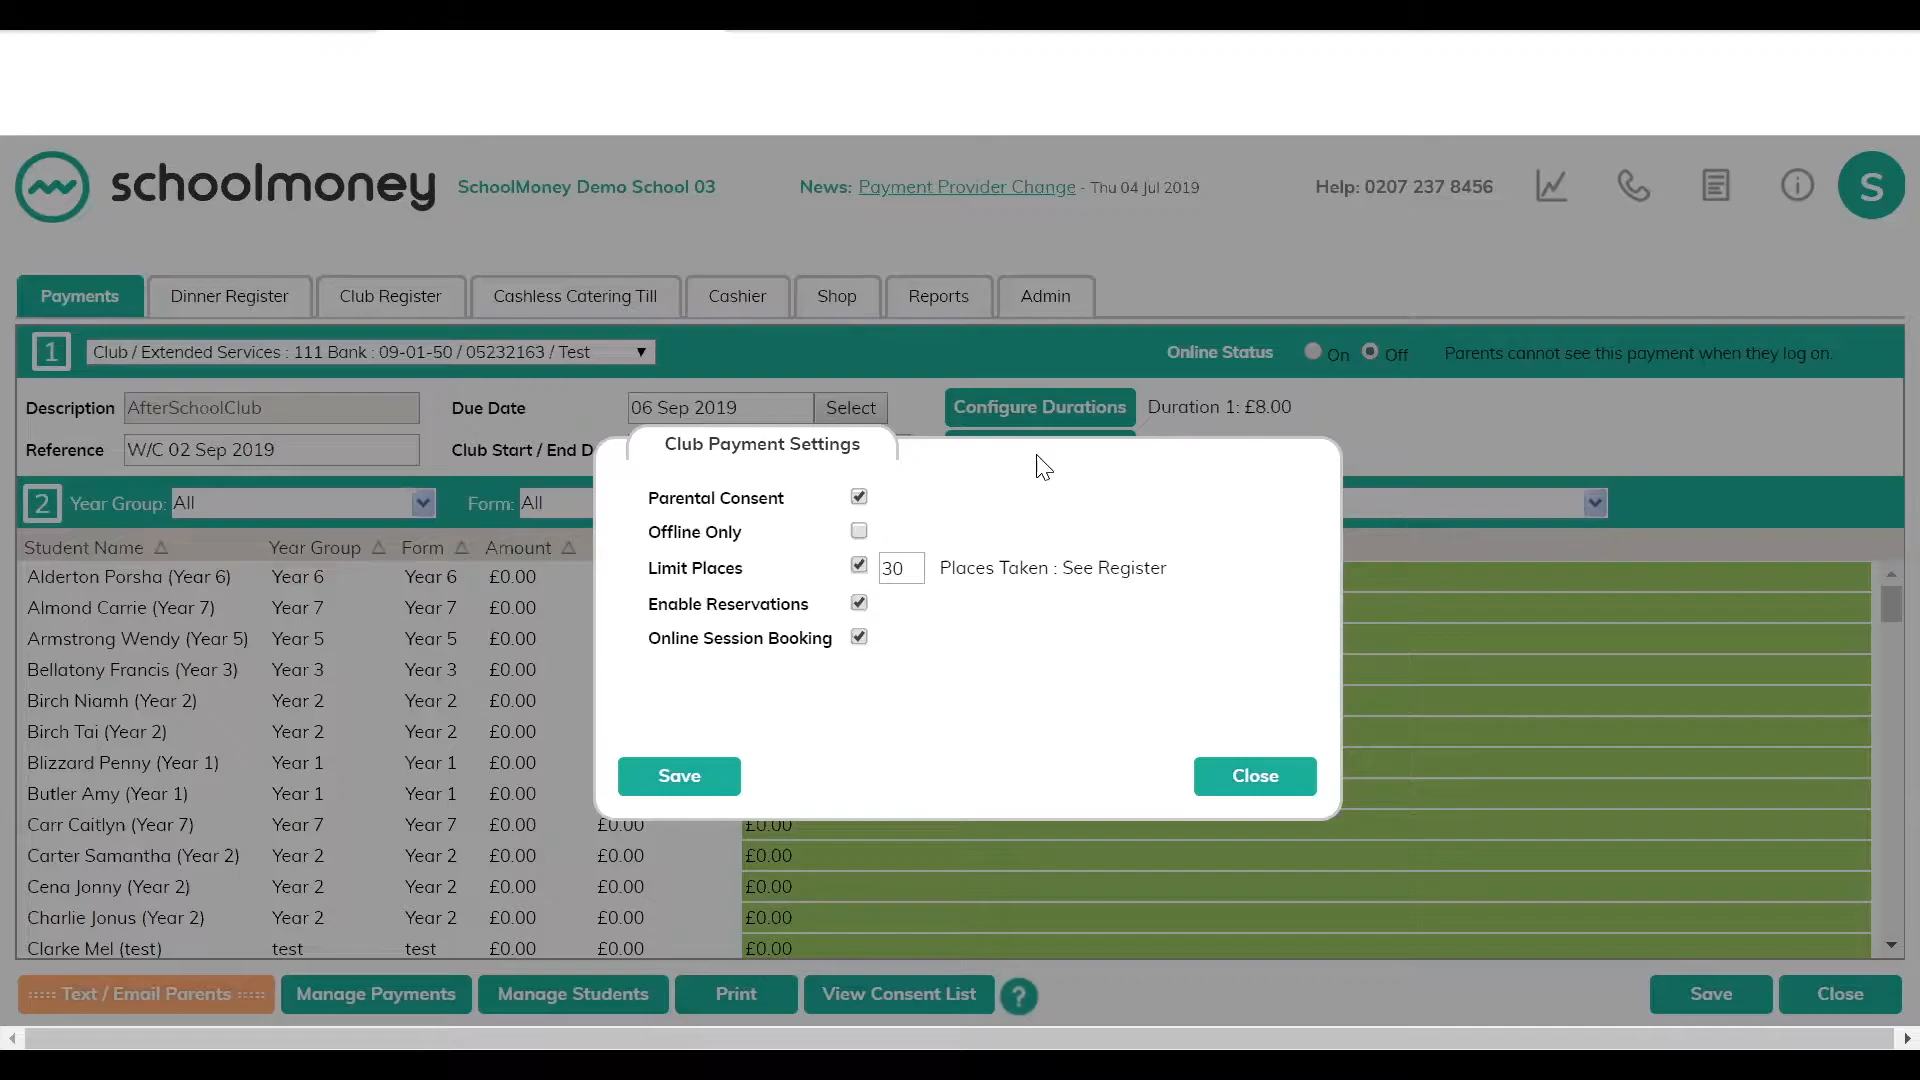 schoolmoney SchoolMoney Demo School 03 News: Payment Provider Change - Thu 04 Jul 2019 Help: 0207 237 8456 S
Payments Dinner Register Club Register Cashless Catering Till Cashier Shop Reports Admin
1 Club / Extended Services : 111 Bank : 09-01-50 / 05232163 / Test Online Status On Off Parents cannot see this payment when they log on.
Description AfterSchoolClub Due Date 06 Sep 2019 Select Configure Durations Duration 1: £8.00
Reference W/C 02 Sep 2019 Club Start / End D
Club Payment Settings
Parental Consent
Offline Only
Limit Places 30 Places Taken : See Register
Enable Reservations
Online Session Booking
Save Close
2 Year Group: All Form: All
Student Name Year Group Form Amount
Alderton Porsha (Year 6) Year 6 Year 6 £0.00
Almond Carrie (Year 7) Year 7 Year 7 £0.00
Armstrong Wendy (Year 5) Year 5 Year 5 £0.00
Bellatony Francis (Year 3) Year 3 Year 3 £0.00
Birch Niamh (Year 2) Year 2 Year 2 £0.00
Birch Tai (Year 2) Year 2 Year 2 £0.00
Blizzard Penny (Year 1) Year 1 Year 1 £0.00
Butler Amy (Year 1) Year 1 Year 1 £0.00
Carr Caitlyn (Year 7) Year 7 Year 7 £0.00 £0.00 £0.00
Carter Samantha (Year 2) Year 2 Year 2 £0.00 £0.00 £0.00
Cena Jonny (Year 2) Year 2 Year 2 £0.00 £0.00 £0.00
Charlie Jonus (Year 2) Year 2 Year 2 £0.00 £0.00 £0.00
Clarke Mel (test) test test £0.00 £0.00 £0.00
Text / Email Parents Manage Payments Manage Students Print View Consent List ? Save Close